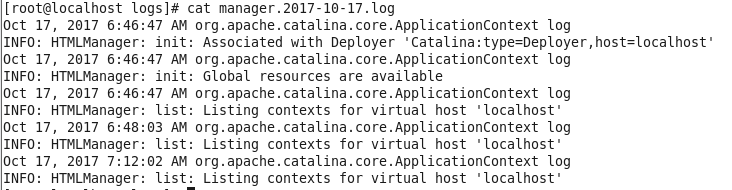 [root@localhost logs]# cat manager.2017-10-17.log
Oct 17, 2017 6:46:47 AM org.apache.catalina.core.ApplicationContext log
INFO: HTMLManager: init: Associated with Deployer 'Catalina:type=Deployer,host=localhost'
Oct 17, 2017 6:46:47 AM org.apache.catalina.core.ApplicationContext log
INFO: HTMLManager: init: Global resources are available
Oct 17, 2017 6:46:47 AM org.apache.catalina.core.ApplicationContext log
INFO: HTMLManager: list: Listing contexts for virtual host 'localhost'
Oct 17, 2017 6:48:03 AM org.apache.catalina.core.ApplicationContext log
INFO: HTMLManager: list: Listing contexts for virtual host 'localhost'
Oct 17, 2017 7:12:02 AM org.apache.catalina.core.ApplicationContext log
INFO: HTMLManager: list: Listing contexts for virtual host 'localhost'